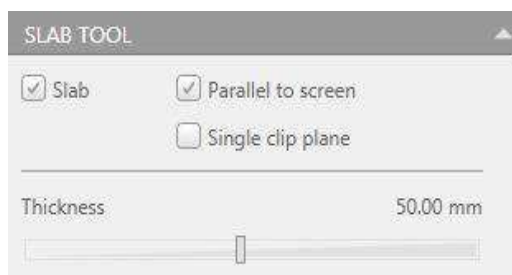 SLAB TOOL
Slab Parallel to screen
Single clip plane
Thickness 50.00 mm